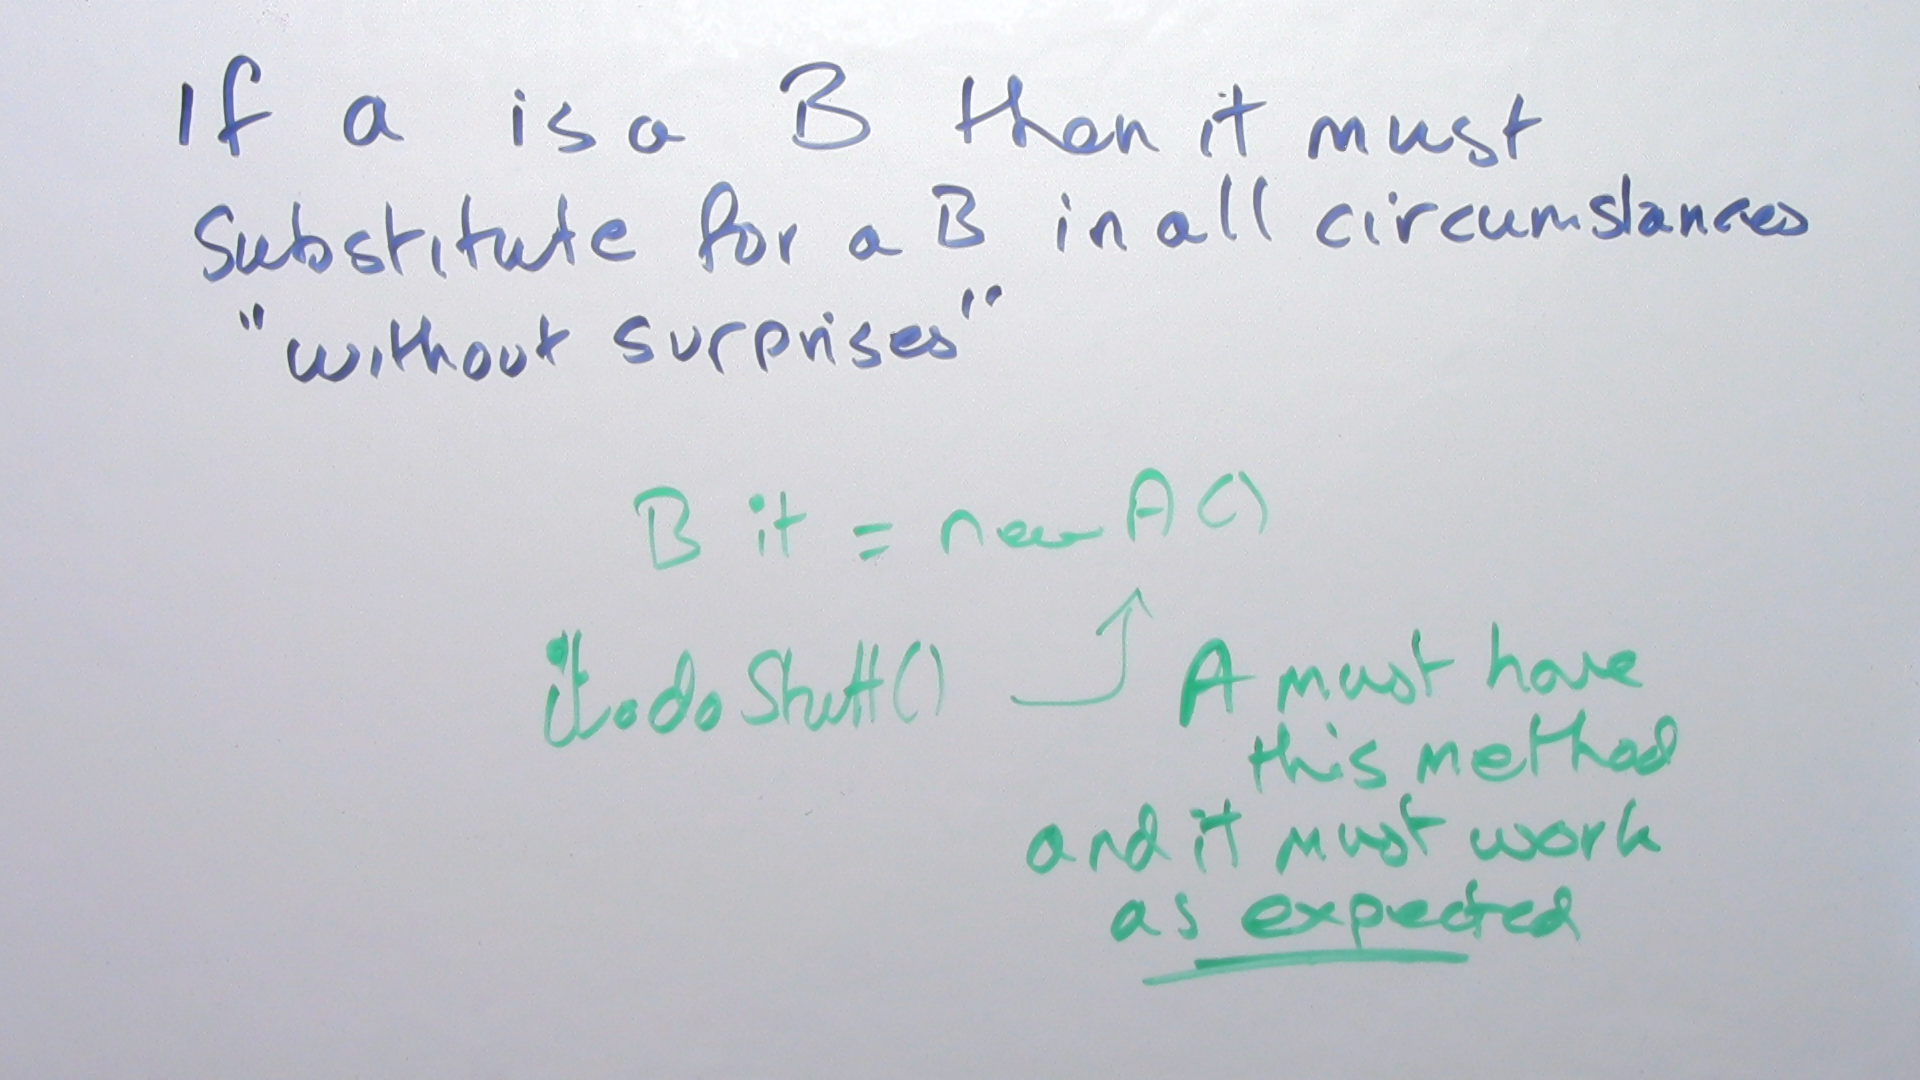 If a is a B then it must
substitute for a B in all circumstances
"without surprises"
B it = new A()
it.doStuff()
A must have
this method
and it must work
as expected